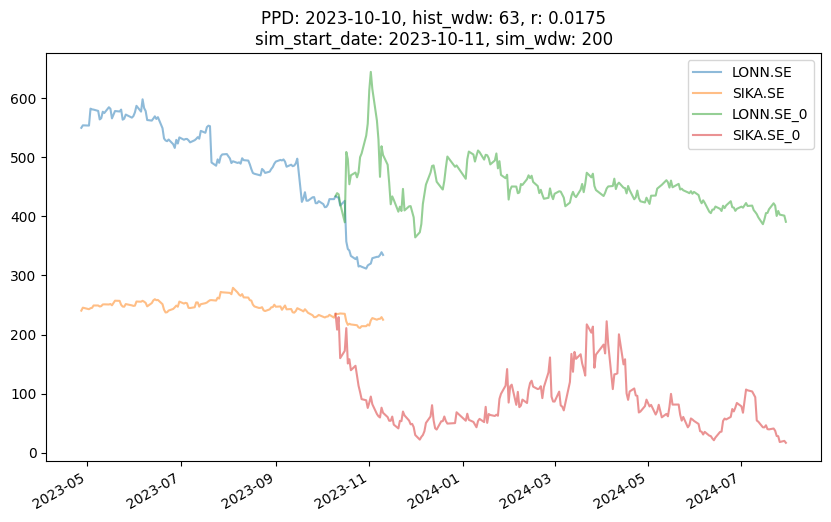 PPD: 2023-10-10, hist_wdw: 63, r: 0.0175
sim_start_date: 2023-10-11, sim_wdw: 200
LONN.SE
SIKA.SE
LONN.SE_0
SIKA.SE_0
600
500
400
300
200
100
0
2023-05
2023-07
2023-09
2023-11
2024-01
2024-03
2024-05
2024-07